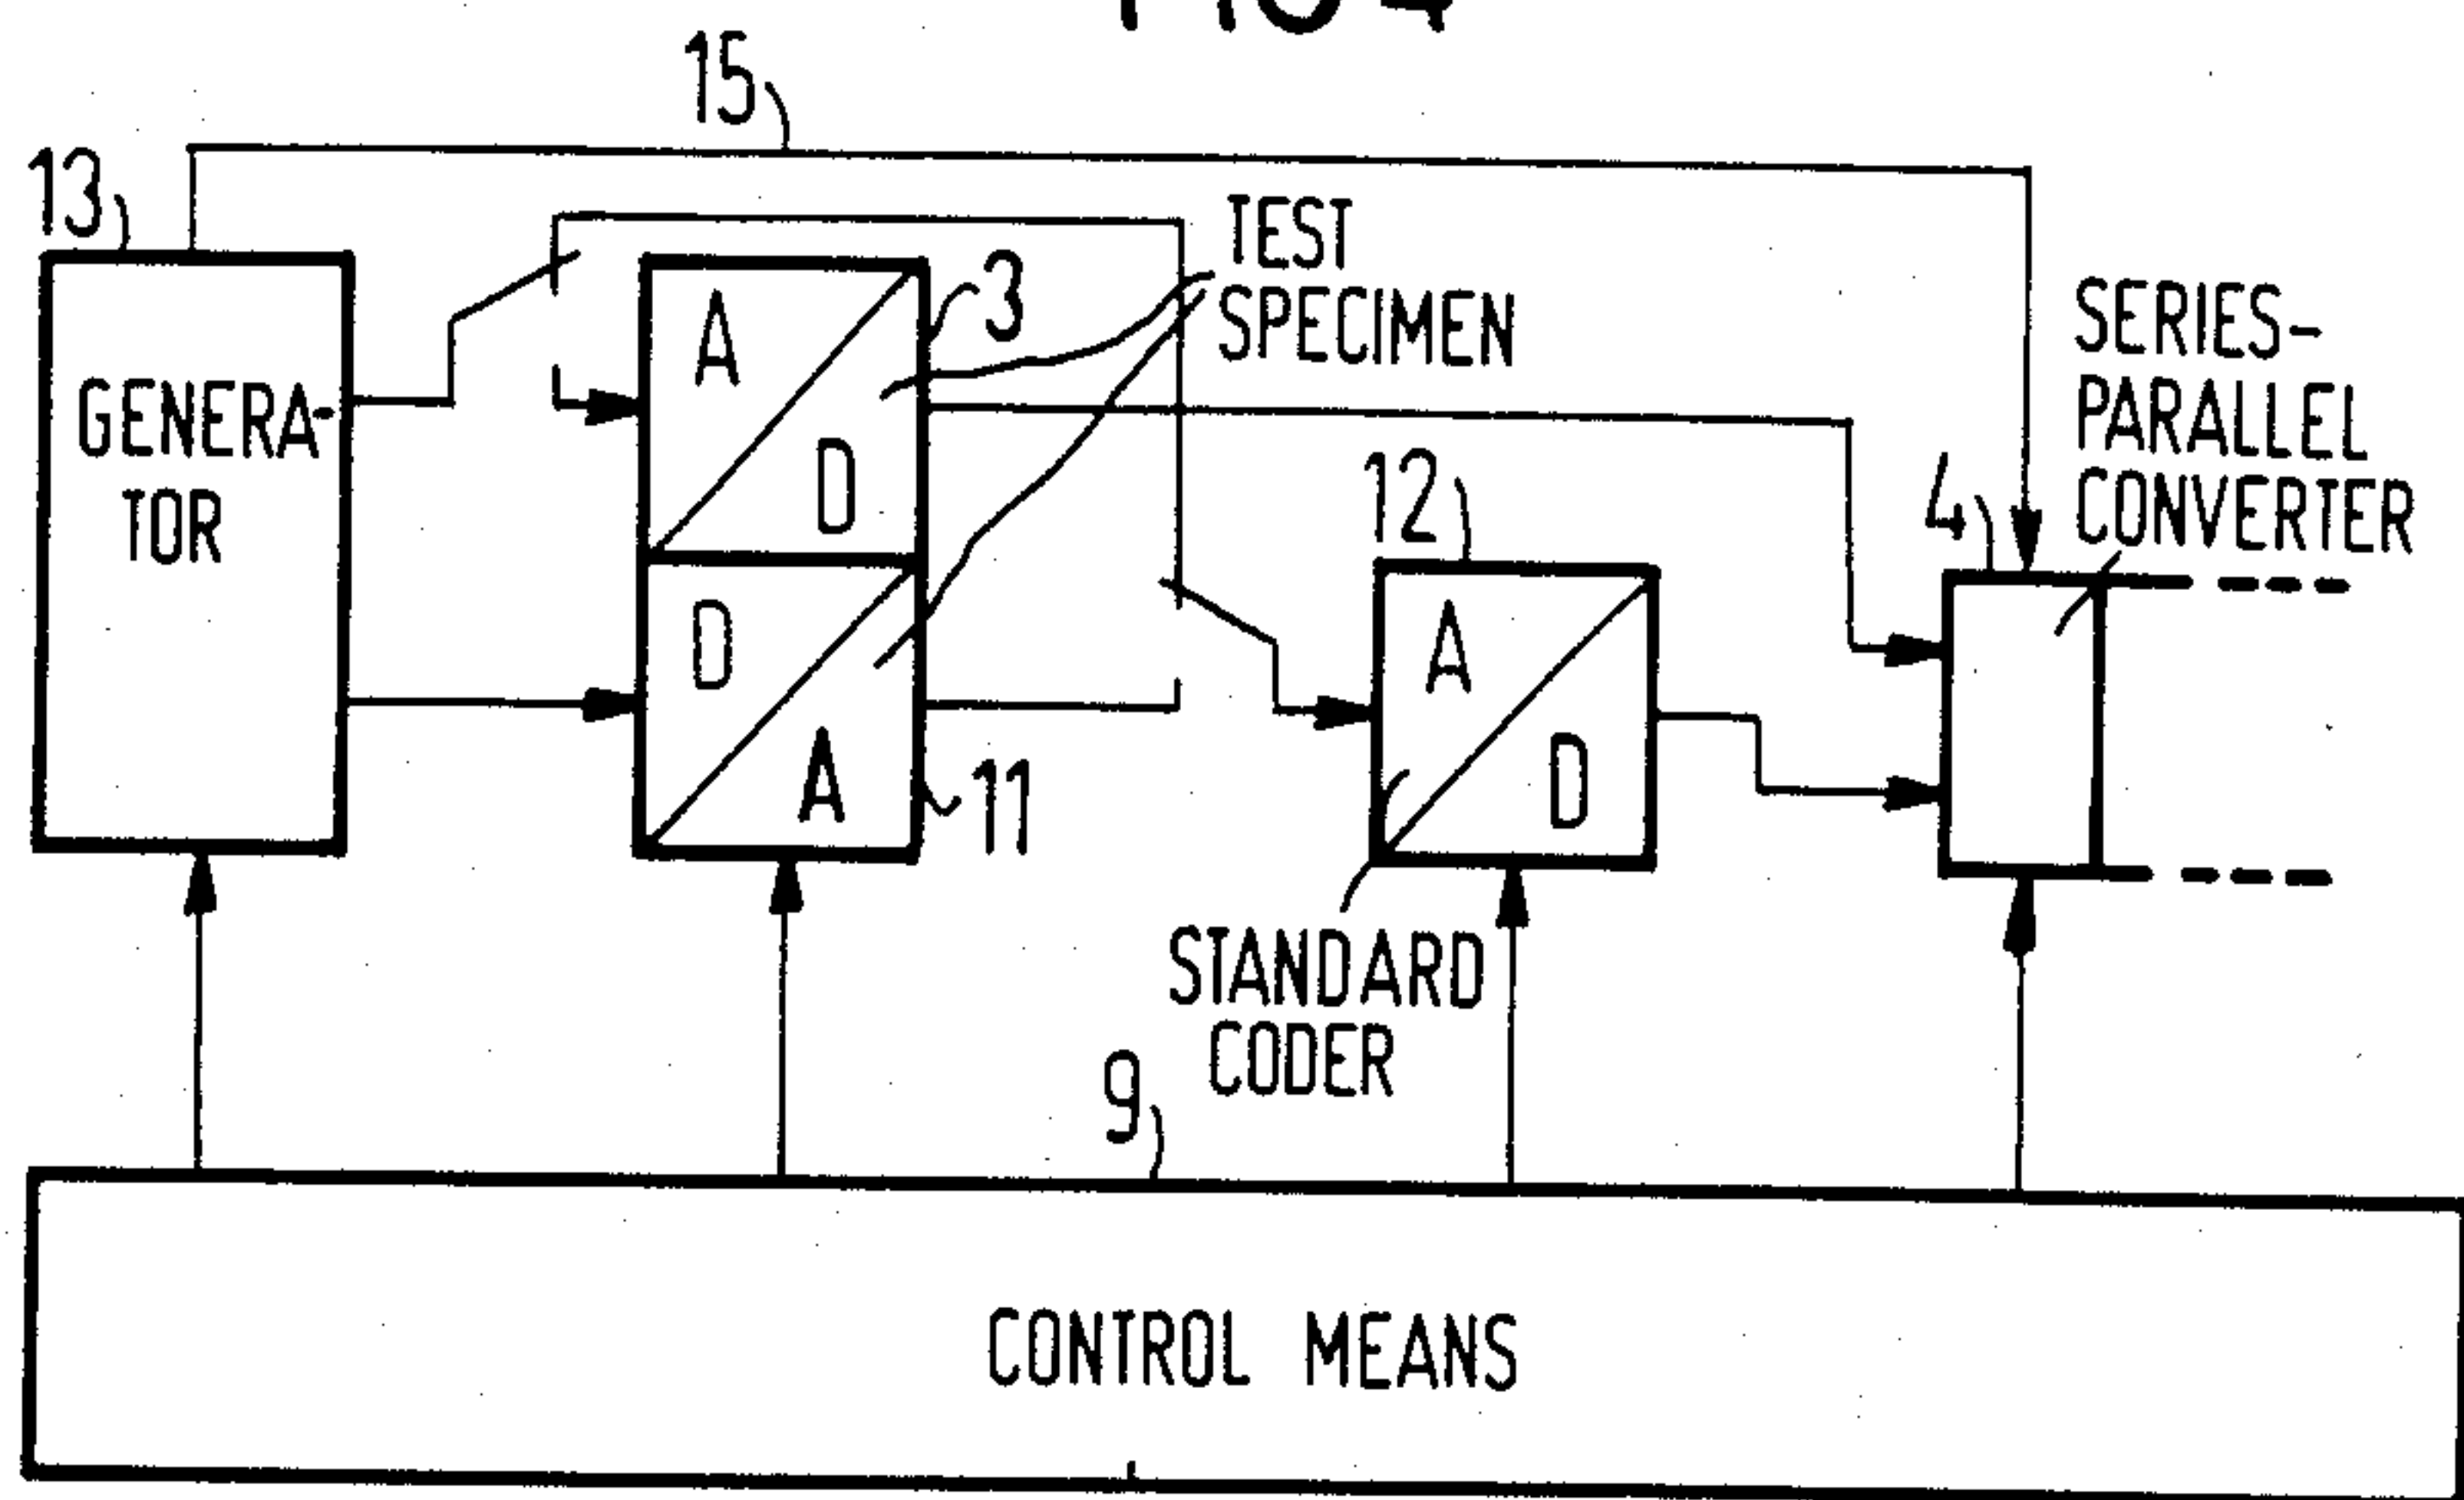 15
13
TEST
SPECIMEN
3
SERIES-
PARALLEL
CONVERTER
GENERA-
TOR
A
D
12
4
D
A
11
A
D
STANDARD
CODER
9
CONTROL MEANS